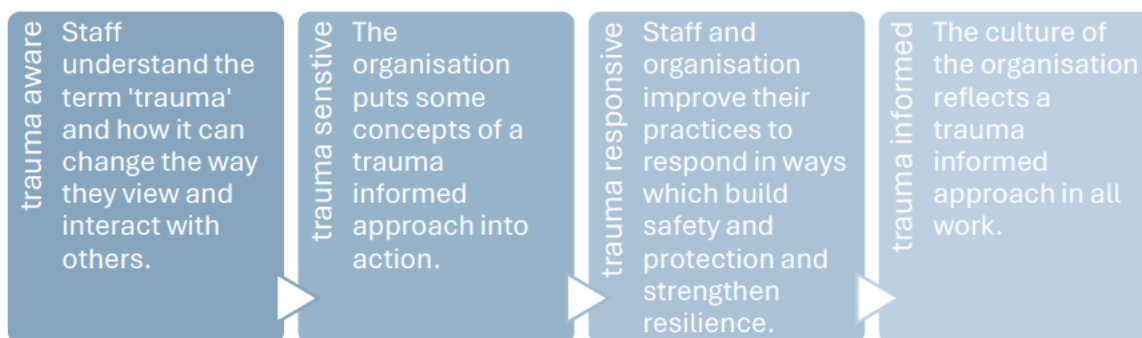 trauma aware
Staff
understand the
term 'trauma'
and how it can
change the way
they view and
interact with
others.
trauma senstive
The
organisation
puts some
concepts of a
trauma
informed
approach into
action.
trauma responsive
Staff and
organisation
improve their
practices to
respond in ways
which build
safety and
protection and
strengthen
resilience.
trauma informed
The culture of
the organisation
reflects a
trauma
informed
approach in all
work.